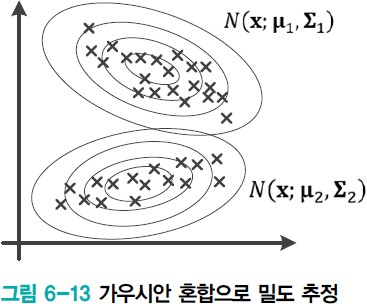 N(x; μ₁, Σ₁)
N(x; μ₂, Σ₂)
그림 6-13 가우시안 혼합으로 밀도 추정